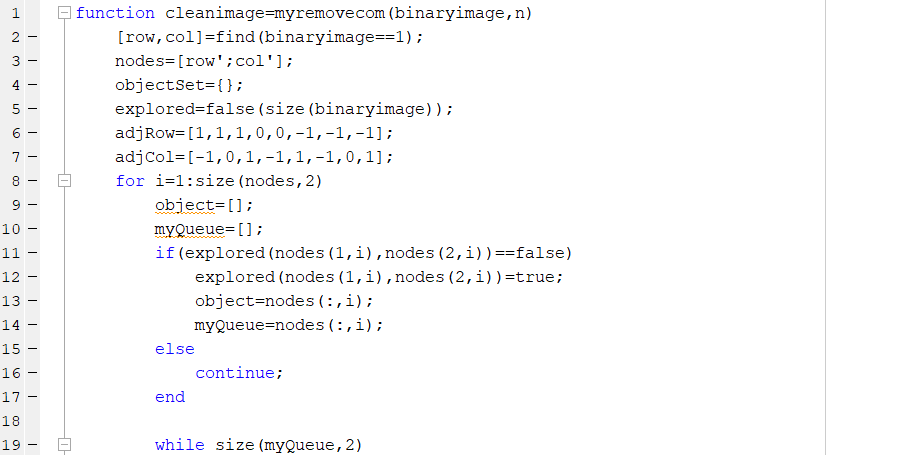 1 function cleanimage=myremovecom(binaryimage,n)
2 [row,col]=find(binaryimage==1);
3 nodes=[row';col'];
4 objectSet={};
5 explored=false(size(binaryimage));
6 adjRow=[1,1,1,0,0,-1,-1,-1];
7 adjCol=[-1,0,1,-1,1,-1,0,1];
8 for i=1:size(nodes,2)
9 object=[];
10 myQueue=[];
11 if(explored(nodes(1,i),nodes(2,i))==false)
12 explored(nodes(1,i),nodes(2,i))=true;
13 object=nodes(:,i);
14 myQueue=nodes(:,i);
15 else
16 continue;
17 end
18
19 while size(myQueue,2)